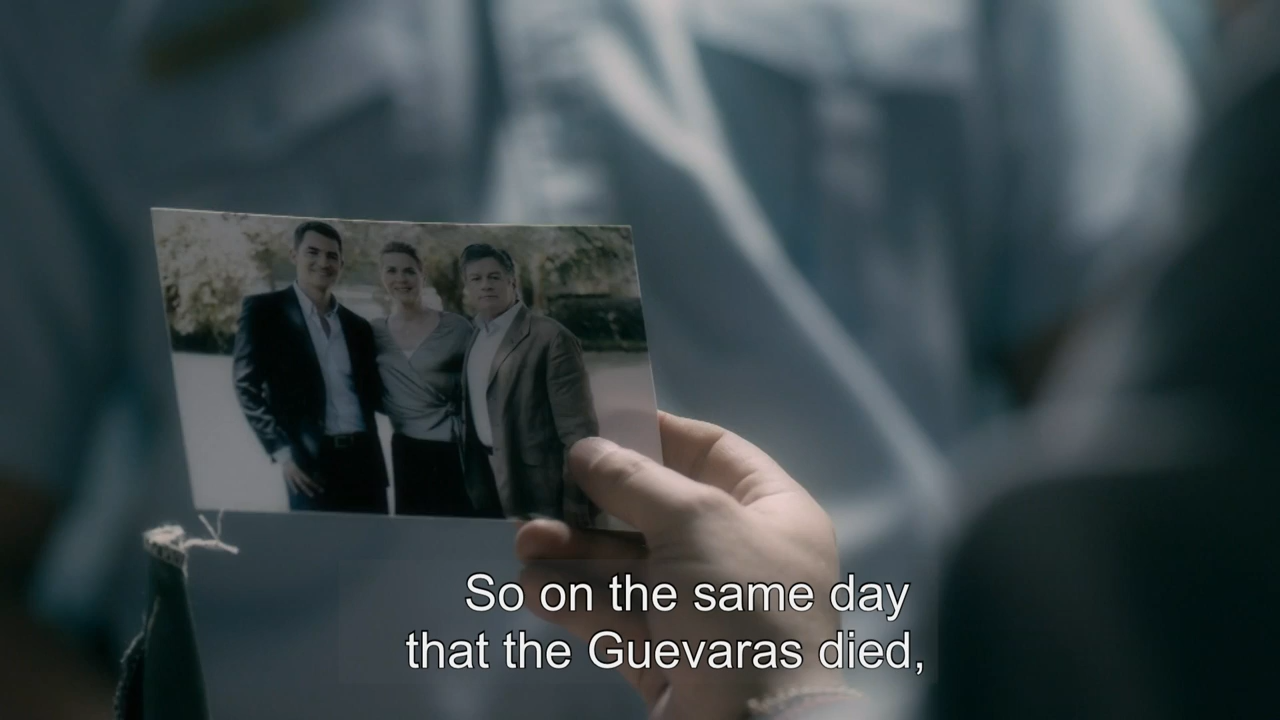 So on the same day
that the Guevaras died,